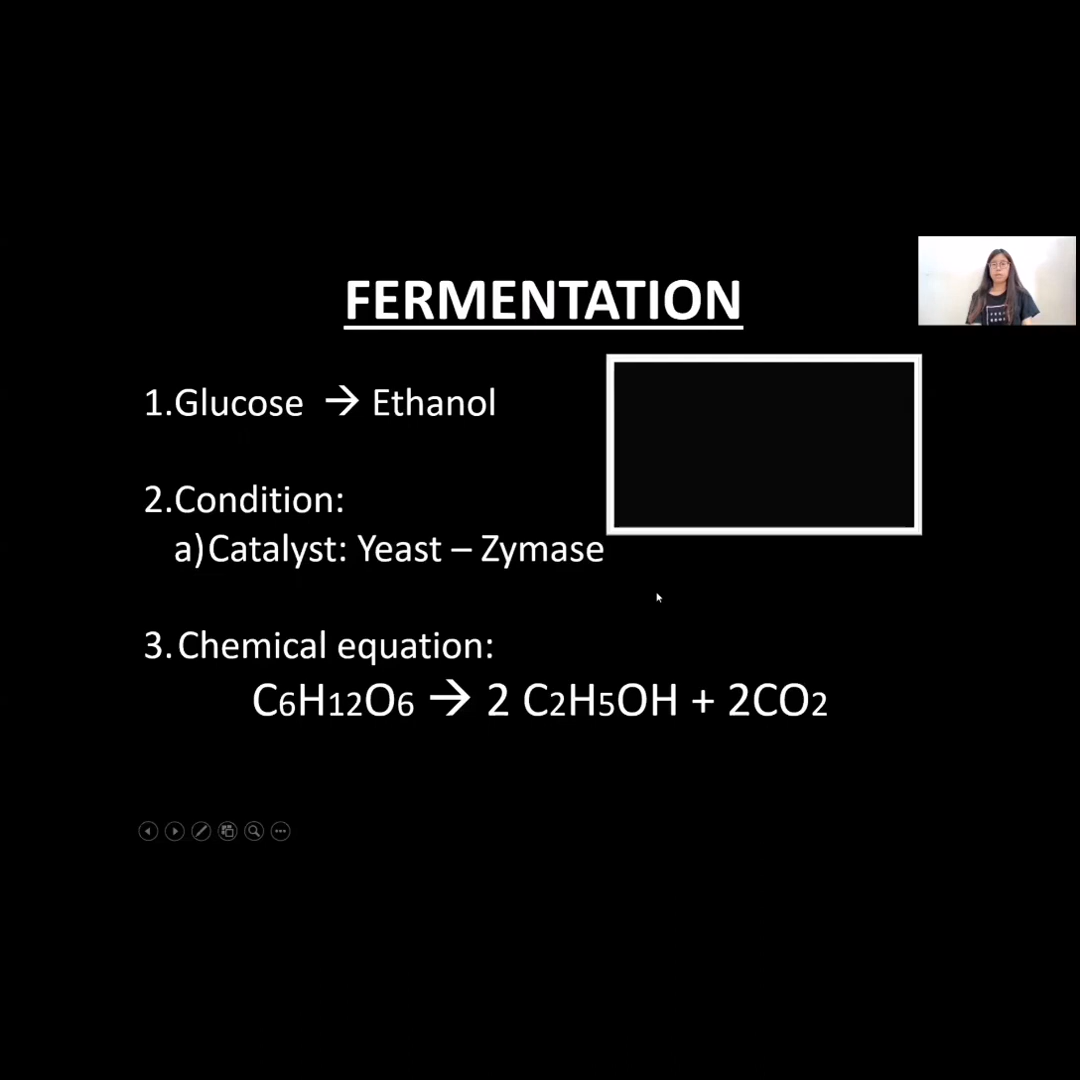 FERMENTATION
1.Glucose → Ethanol
2.Condition:
a)Catalyst: Yeast – Zymase
3.Chemical equation:
C6H12O6 → 2 C2H5OH + 2CO2